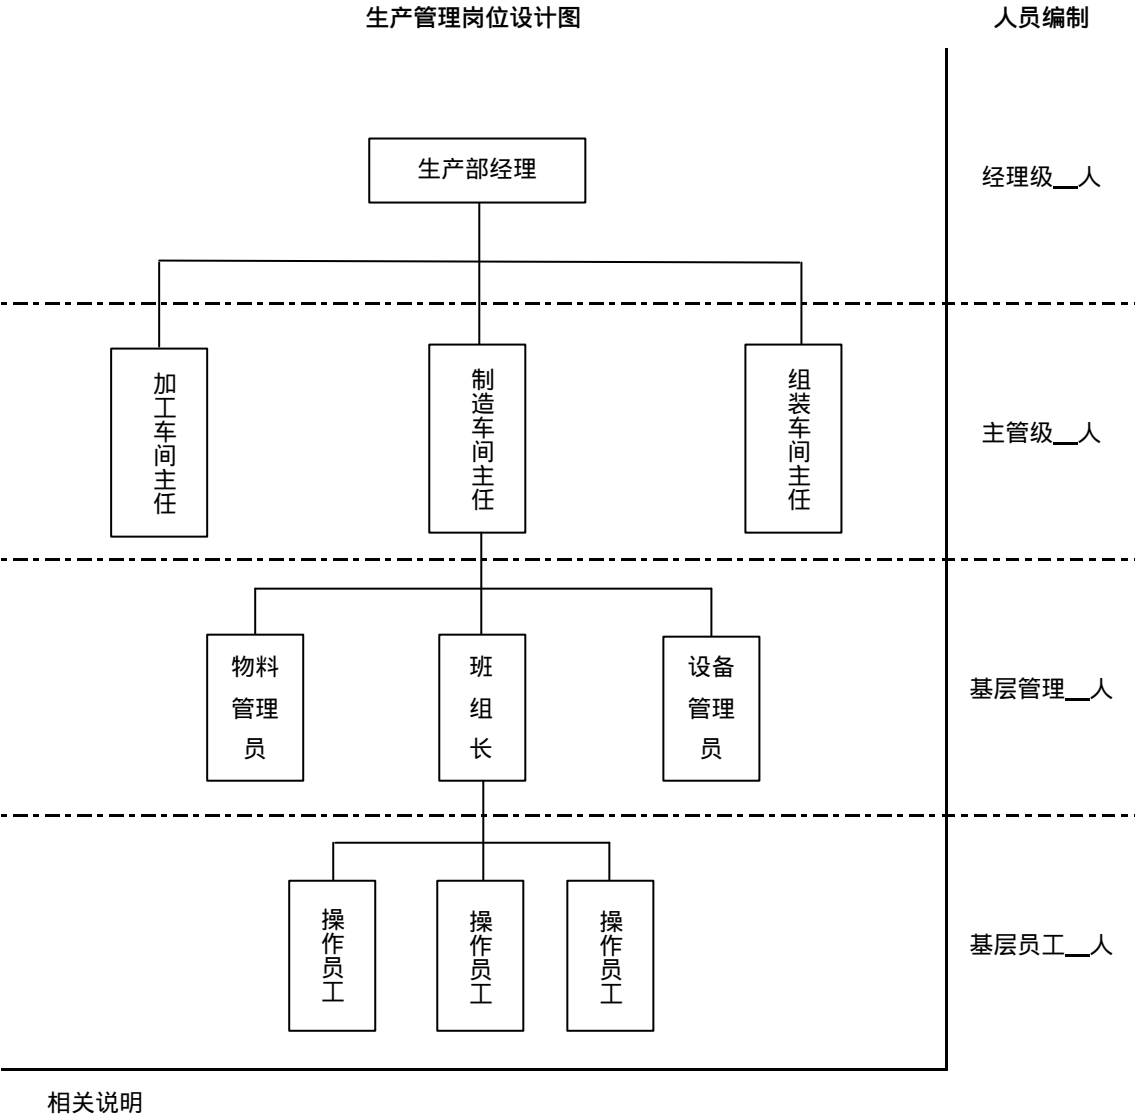 生产管理岗位设计图
人员编制
生产部经理
经理级__人
加工车间主任
制造车间主任
组装车间主任
主管级__人
物料
管理
员
班
组
长
设备
管理
员
基层管理__人
操作员工
操作员工
操作员工
基层员工__人
相关说明